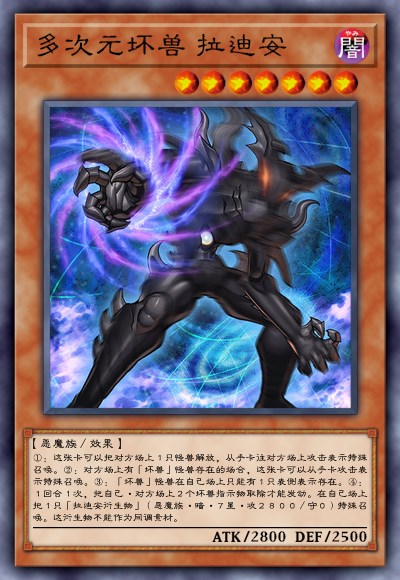 多次元坏兽 拉迪安
やみ
闇
【恶魔族／效果】
①：这张卡可以把对方场上1只怪兽解放，从手卡往对方场上攻击表示特殊
召唤。②：对方场上有「坏兽」怪兽存在的场合，这张卡可以从手卡攻击表
示特殊召唤。③：「坏兽」怪兽在自己场上只能有1只表侧表示存在。④：
1回合1次，把自己·对方场上2个坏兽指示物取除才能发动。在自己场上
把1只「拉迪安衍生物」（恶魔族·暗·7星·攻2800／守0）特殊召
唤。这衍生物不能作为同调素材。
ATK/2800 DEF/2500